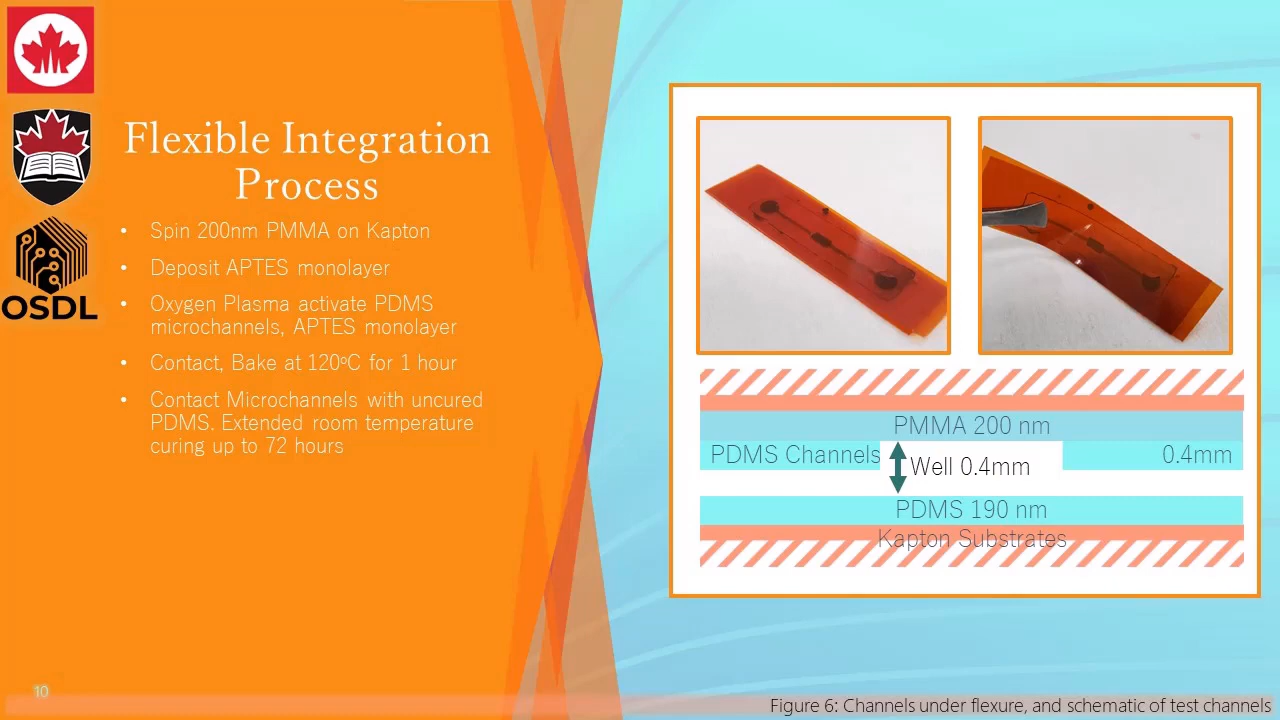 OSDL
Flexible Integration
Process
• Spin 200nm PMMA on Kapton
• Deposit APTES monolayer
• Oxygen Plasma activate PDMS
microchannels, APTES monolayer
• Contact, Bake at 120ºC for 1 hour
• Contact Microchannels with uncured
PDMS. Extended room temperature
curing up to 72 hours
PMMA 200 nm
PDMS Channels
0.4mm
Well 0.4mm
PDMS 190 nm
Kapton Substrates
10
Figure 6: Channels under flexure, and schematic of test channels